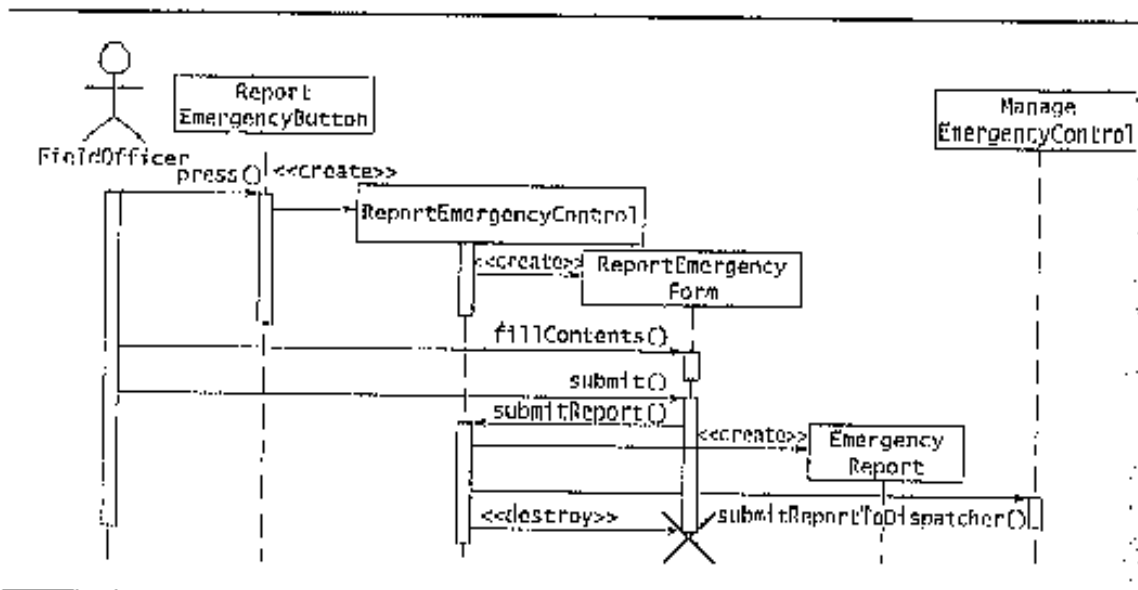 Report
EmergencyButton
Manage
EmergencyControl
FieldOfficer
press()
<<create>>
ReportEmergencyControl
<<create>>
ReportEmergency
Form
fillContents()
submit()
submitReport()
<<create>>
Emergency
Report
<<destroy>>
submitReportToDispatcher()